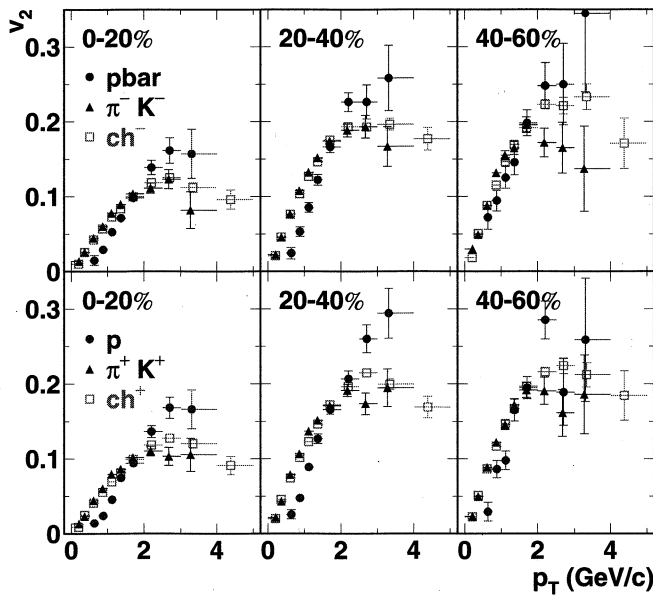 v₂
0.3
0-20%
20-40%
40-60%
pbar
π⁻ K⁻
0.2
ch⁻
0.1
0
0-20%
20-40%
40-60%
0.3
p
π⁺ K⁺
ch⁺
0.2
0.1
0
0 2 4 0 2 4 0 2 4
p_T (GeV/c)